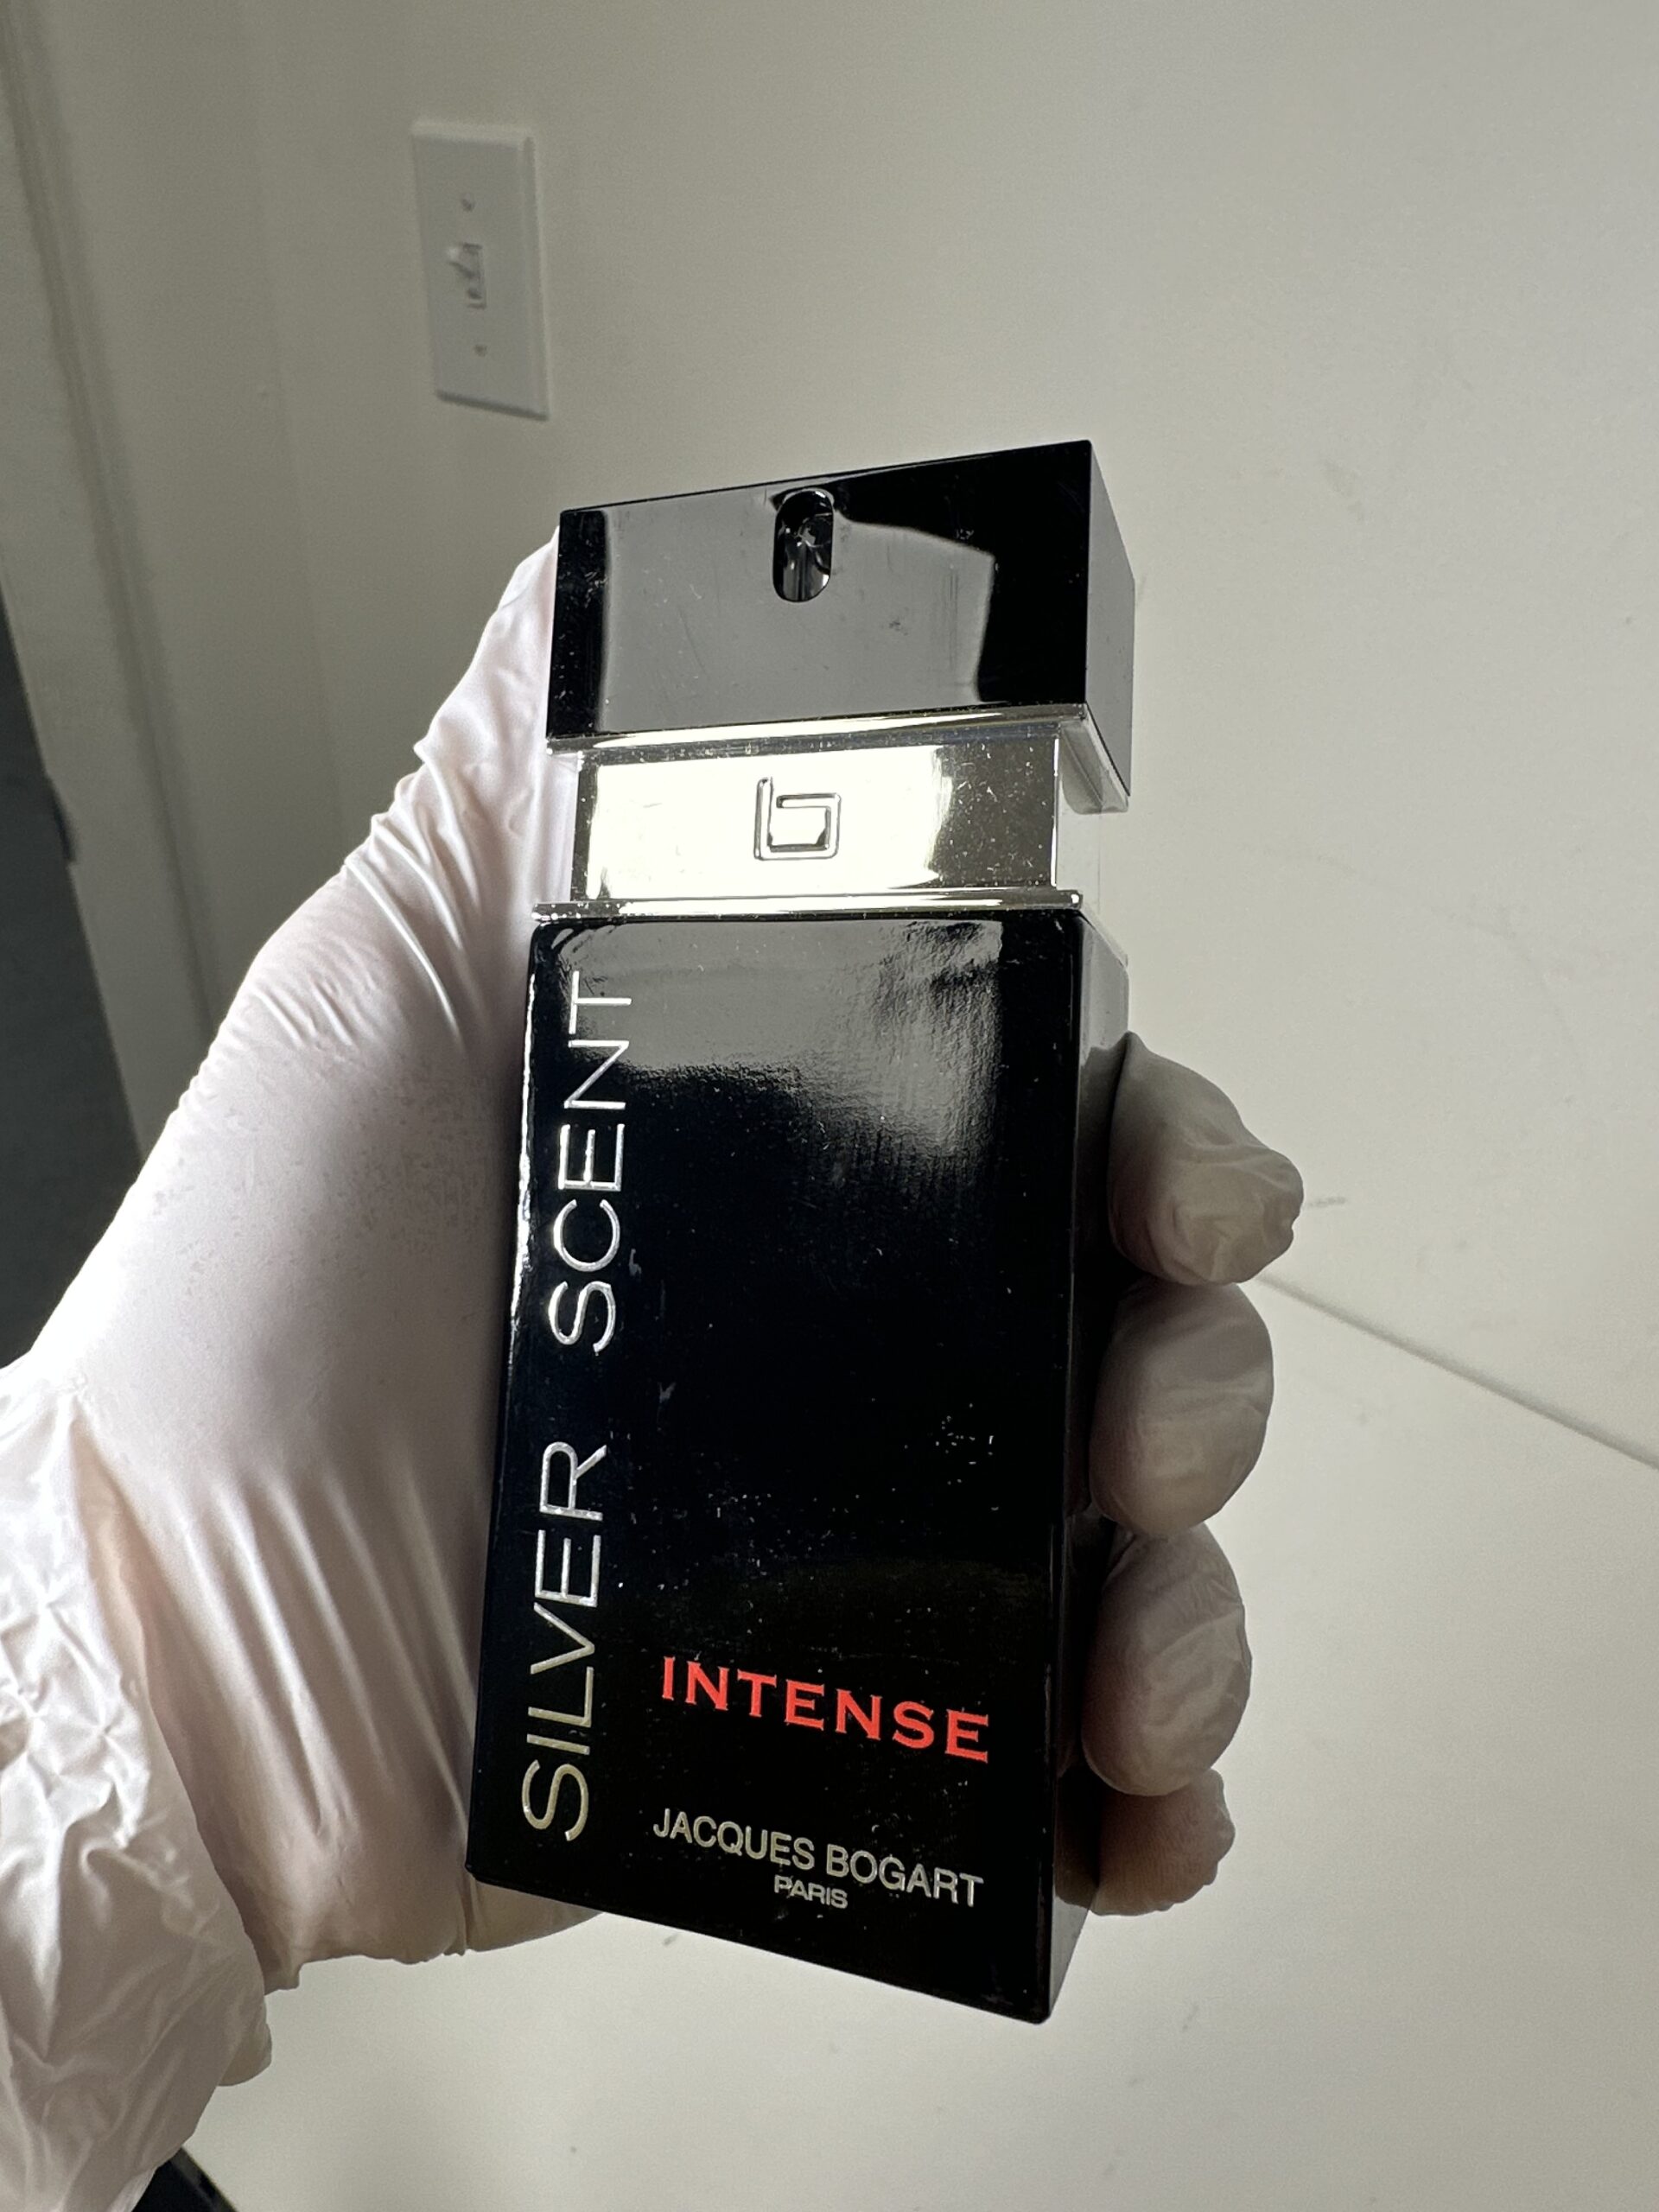 SILVER SCENT
INTENSE
JACQUES BOGART
PARIS